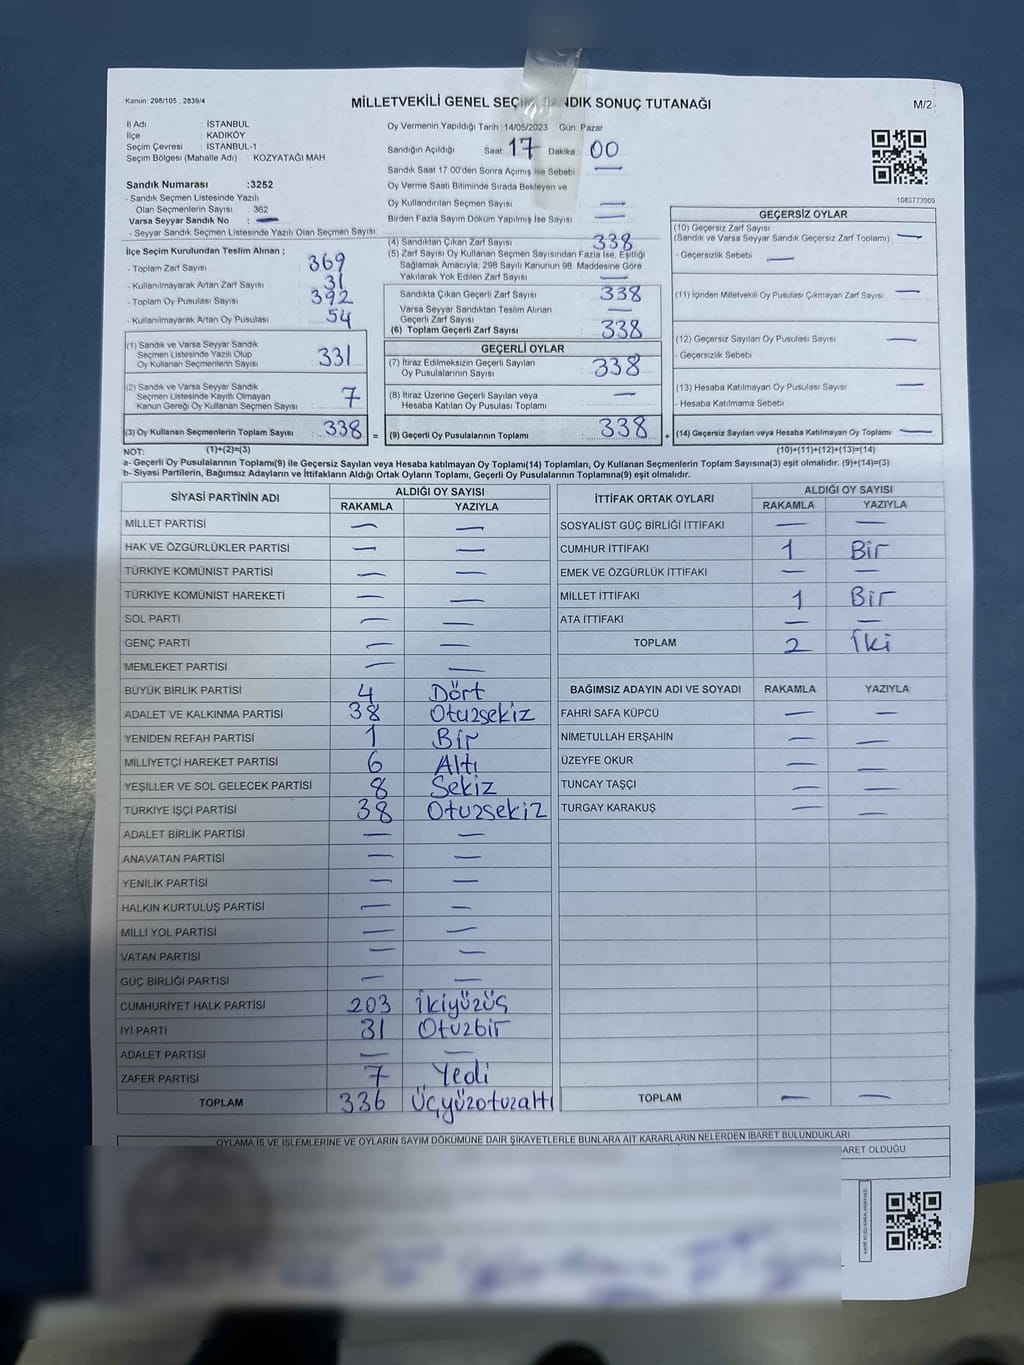 Kanun: 298/105 , 2839/4
MİLLETVEKİLİ GENEL SEÇİM SANDIK SONUÇ TUTANAĞI
M/2
İl Adı : İSTANBUL
İlçe : KADIKÖY
Seçim Çevresi : İSTANBUL-1
Seçim Bölgesi (Mahalle Adı) : KOZYATAĞI MAH.
Sandık Numarası :3252
- Sandık Seçmen Listesinde Yazılı
Olan Seçmenlerin Sayısı : 362
Varsa Seyyar Sandık No : —
- Seyyar Sandık Seçmen Listesinde Yazılı Olan Seçmen Sayısı:
Oy Vermenin Yapıldığı Tarih :14/05/2023 Gün: Pazar
Sandığın Açıldığı Saat: 17 Dakika : 00
Sandık Saat 17:00'den Sonra Açımış İse Sebebi : —
Oy Verme Saati Bitiminde Sırada Bekleyen ve
Oy Kullandırılan Seçmen Sayısı : —
Birden Fazla Sayım Döküm Yapılmış İse Sayısı : —
1083773909
İlçe Seçim Kurulundan Teslim Alınan ;
- Toplam Zarf Sayısı : 369
- Kullanılmayarak Artan Zarf Sayısı : 31
- Toplam Oy Pusulası Sayısı : 392
- Kullanılmayarak Artan Oy Pusulası : 54
(1) Sandık ve Varsa Seyyar Sandık
Seçmen Listesinde Yazılı Olup
Oy Kullanan Seçmenlerin Sayısı : 331
(2) Sandık ve Varsa Seyyar Sandık
Seçmen Listesinde Kayıtlı Olmayan
Kanun Gereği Oy Kullanan Seçmen Sayısı : 7
(3) Oy Kullanan Seçmenlerin Toplam Sayısı : 338 =
(4) Sandıktan Çıkan Zarf Sayısı : 338
(5) Zarf Sayısı Oy Kullanan Seçmen Sayısından Fazla İse, Eşitliği
Sağlamak Amacıyla, 298 Sayılı Kanunun 98. Maddesine Göre
Yakılarak Yok Edilen Zarf Sayısı : —
Sandıkta Çıkan Geçerli Zarf Sayısı : 338
Varsa Seyyar Sandıktan Teslim Alınan
Geçerli Zarf Sayısı : —
(6) Toplam Geçerli Zarf Sayısı : 338
GEÇERLİ OYLAR
(7) İtiraz Edilmeksizin Geçerli Sayılan
Oy Pusulalarının Sayısı : 338
(8) İtiraz Üzerine Geçerli Sayılan veya
Hesaba Katılan Oy Pusulası Toplamı : —
(9) Geçerli Oy Pusulalarının Toplamı : 338 +
GEÇERSİZ OYLAR
(10) Geçersiz Zarf Sayısı
(Sandık ve Varsa Seyyar Sandık Geçersiz Zarf Toplamı) : —
- Geçersizlik Sebebi : —
(11) İçinden Milletvekili Oy Pusulası Çıkmayan Zarf Sayısı : —
(12) Geçersiz Sayılan Oy Pusulası Sayısı : —
- Geçersizlik Sebebi :
(13) Hesaba Katılmayan Oy Pusulası Sayısı : —
- Hesaba Katılmama Sebebi :
(14) Geçersiz Sayılan veya Hesaba Katılmayan Oy Toplamı : —
NOT: (1)+(2)=(3) (10)+(11)+(12)+(13)=(14)
a- Geçerli Oy Pusulalarının Toplamı(9) ile Geçersiz Sayılan veya Hesaba katılmayan Oy Toplamı(14) Toplamları, Oy Kullanan Seçmenlerin Toplam Sayısına(3) eşit olmalıdır. (9)+(14)=(3)
b- Siyasi Partilerin, Bağımsız Adayların ve İttifakların Aldığı Ortak Oyların Toplamı, Geçerli Oy Pusulalarının Toplamına(9) eşit olmalıdır.
SİYASİ PARTİNİN ADI ALDIĞI OY SAYISI
RAKAMLA YAZIYLA
MİLLET PARTİSİ — —
HAK VE ÖZGÜRLÜKLER PARTİSİ — —
TÜRKİYE KOMÜNİST PARTİSİ — —
TÜRKİYE KOMÜNİST HAREKETİ — —
SOL PARTİ — —
GENÇ PARTİ — —
MEMLEKET PARTİSİ — —
BÜYÜK BİRLİK PARTİSİ 4 Dört
ADALET VE KALKINMA PARTİSİ 38 Otuzsekiz
YENİDEN REFAH PARTİSİ 1 Bir
MİLLİYETÇİ HAREKET PARTİSİ 6 Altı
YEŞİLLER VE SOL GELECEK PARTİSİ 8 Sekiz
TÜRKİYE İŞÇİ PARTİSİ 38 Otuzsekiz
ADALET BİRLİK PARTİSİ — —
ANAVATAN PARTİSİ — —
YENİLİK PARTİSİ — —
HALKIN KURTULUŞ PARTİSİ — —
MİLLİ YOL PARTİSİ — —
VATAN PARTİSİ — —
GÜÇ BİRLİĞİ PARTİSİ — —
CUMHURİYET HALK PARTİSİ 203 İkiyüzüç
İYİ PARTİ 31 Otuzbir
ADALET PARTİSİ — —
ZAFER PARTİSİ 7 Yedi
TOPLAM 336 Üçyüzotuzaltı
İTTİFAK ORTAK OYLARI ALDIĞI OY SAYISI
RAKAMLA YAZIYLA
SOSYALİST GÜÇ BİRLİĞİ İTTİFAKI — —
CUMHUR İTTİFAKI 1 Bir
EMEK VE ÖZGÜRLÜK İTTİFAKI — —
MİLLET İTTİFAKI 1 Bir
ATA İTTİFAKI — —
TOPLAM 2 İki
BAĞIMSIZ ADAYIN ADI VE SOYADI RAKAMLA YAZIYLA
FAHRİ SAFA KÜPCÜ — —
NİMETULLAH ERŞAHİN — —
ÜZEYFE OKUR — —
TUNCAY TAŞÇI — —
TURGAY KARAKUŞ — —
TOPLAM — —
OYLAMA İŞ VE İŞLEMLERİNE VE OYLARIN SAYIM DÖKÜMÜNE DAİR ŞİKAYETLERLE BUNLARA AİT KARARLARIN NELERDEN İBARET BULUNDUKLARI
İBARET OLDUĞU